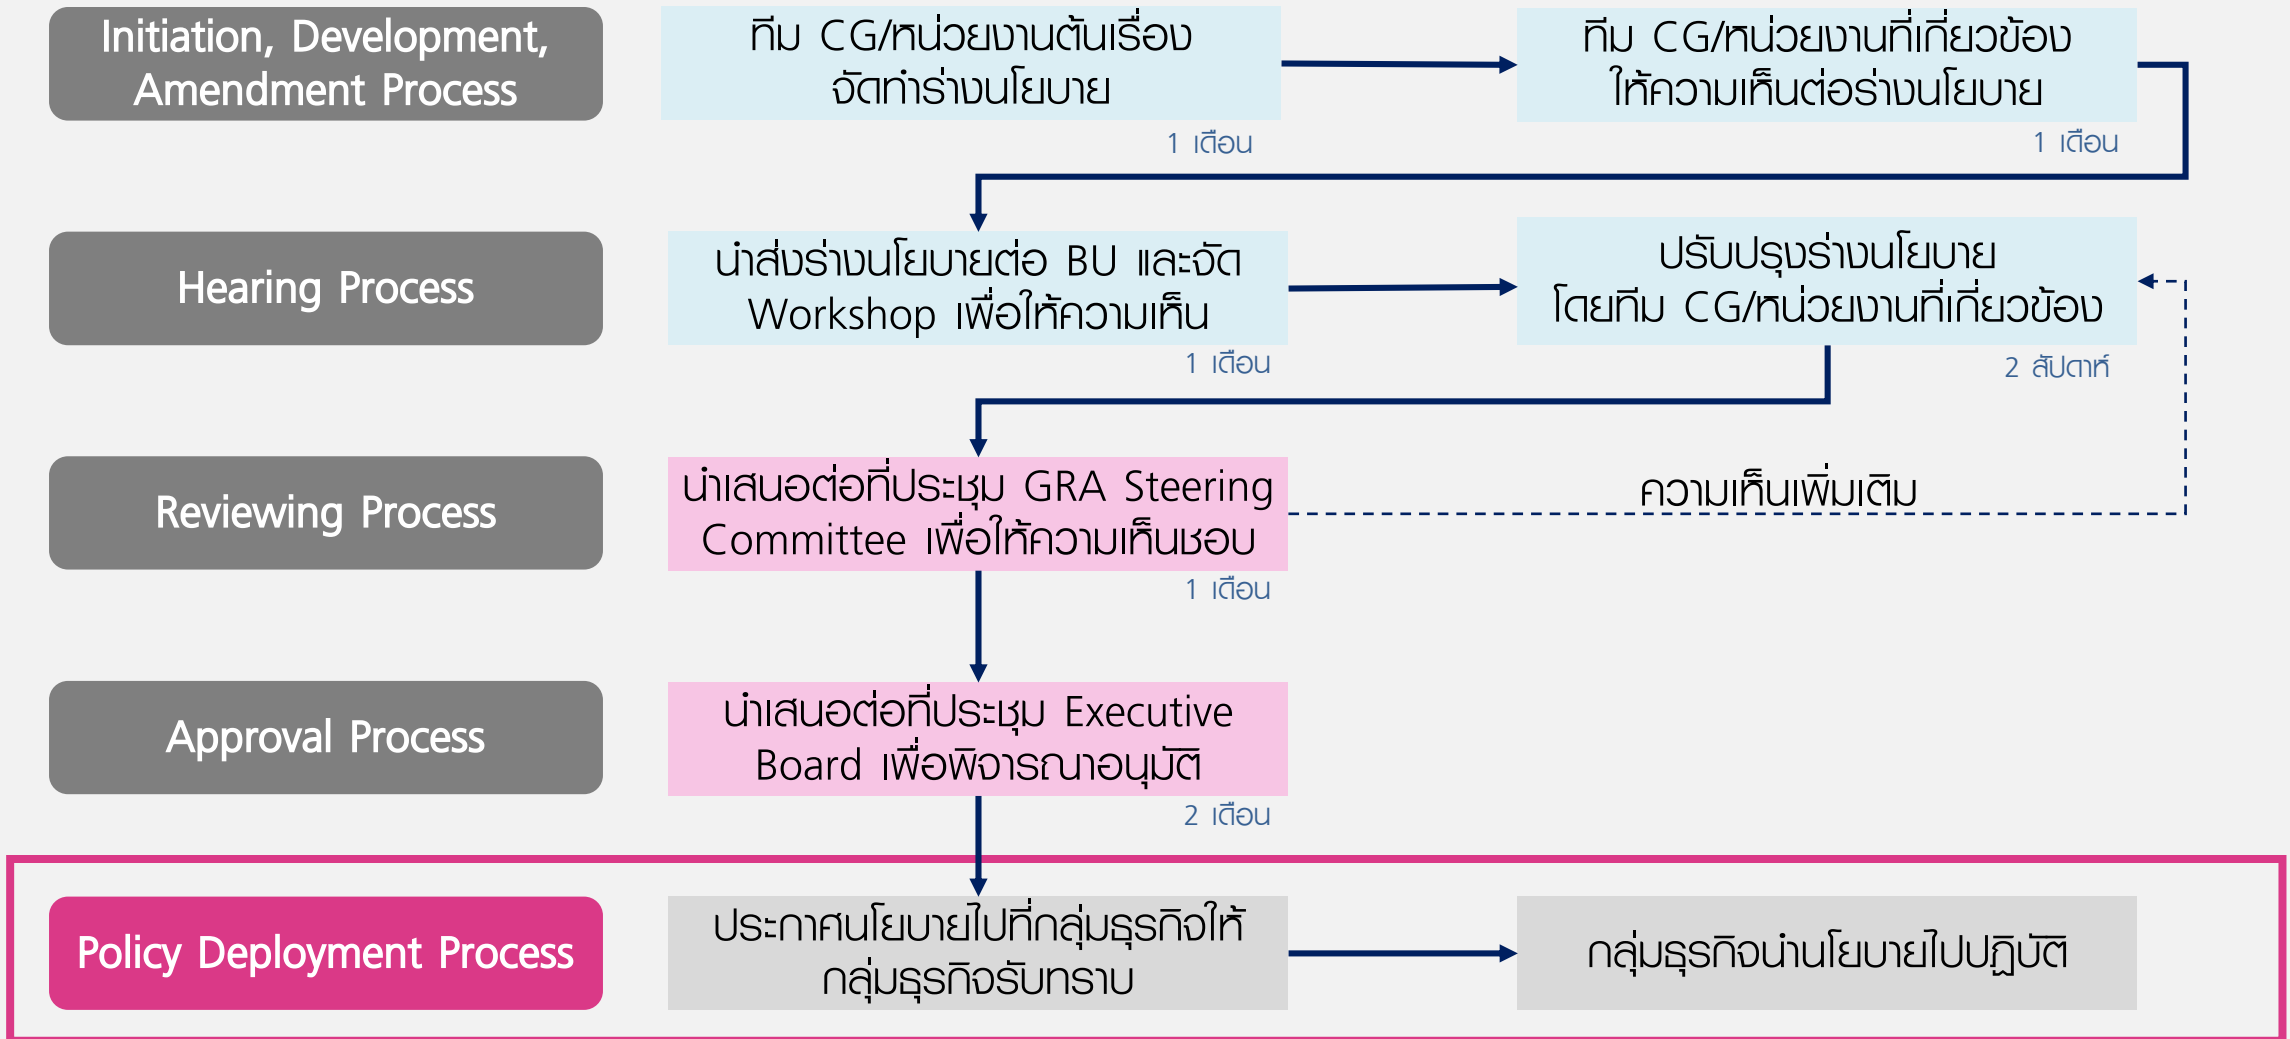 Initiation, Development,
Amendment Process
ทีม CG/หน่วยงานต้นเรื่อง
จัดทำร่างนโยบาย
1 เดือน
ทีม CG/หน่วยงานที่เกี่ยวข้อง
ให้ความเห็นต่อร่างนโยบาย
1 เดือน
Hearing Process
นำส่งร่างนโยบายต่อ BU และจัด
Workshop เพื่อให้ความเห็น
1 เดือน
ปรับปรุงร่างนโยบาย
โดยทีม CG/หน่วยงานที่เกี่ยวข้อง
2 สัปดาห์
Reviewing Process
นำเสนอต่อที่ประชุม GRA Steering
Committee เพื่อให้ความเห็นชอบ
1 เดือน
ความเห็นเพิ่มเติม
Approval Process
นำเสนอต่อที่ประชุม Executive
Board เพื่อพิจารณาอนุมัติ
2 เดือน
Policy Deployment Process
ประกาศนโยบายไปที่กลุ่มธุรกิจให้
กลุ่มธุรกิจรับทราบ
กลุ่มธุรกิจนำนโยบายไปปฏิบัติ